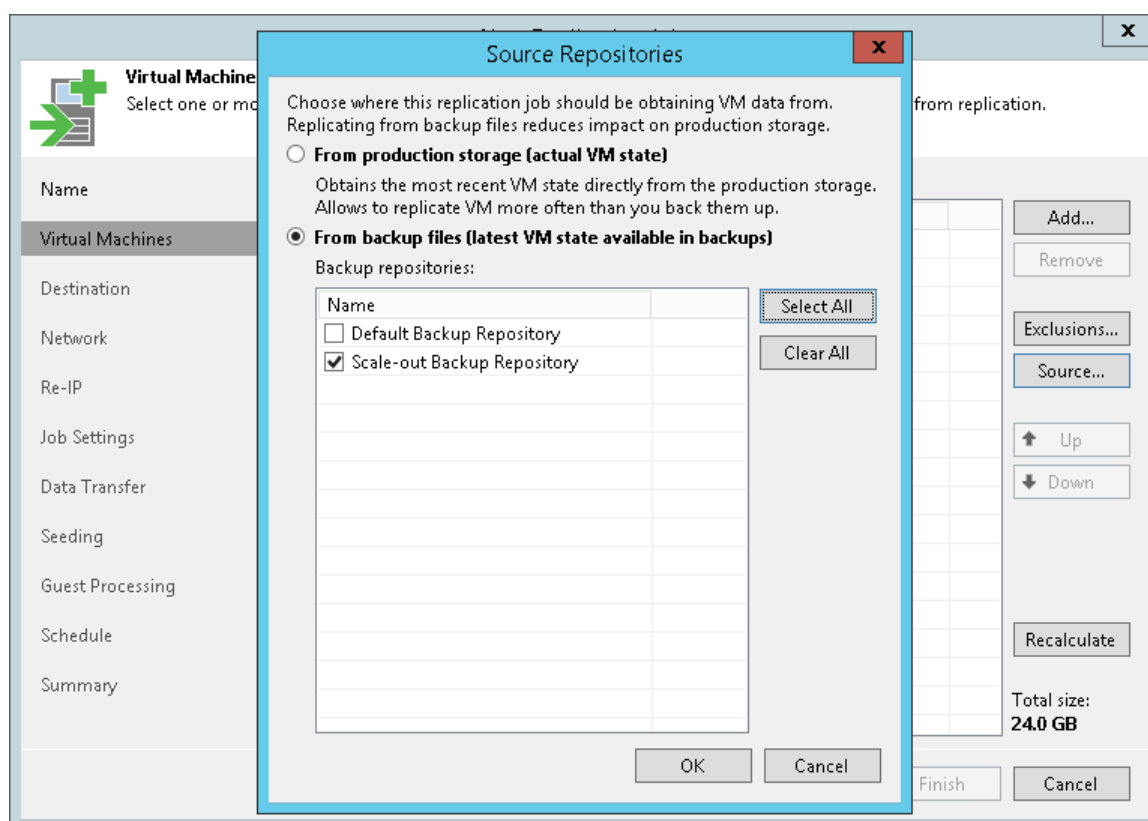 Source Repositories
x
x
Virtual Machine
Select one or mo
from replication.
Choose where this replication job should be obtaining VM data from.
Replicating from backup files reduces impact on production storage.
From production storage (actual VM state)
Obtains the most recent VM state directly from the production storage.
Allows to replicate VM more often than you back them up.
From backup files (latest VM state available in backups)
Backup repositories:
Name
Default Backup Repository
Scale-out Backup Repository
Select All
Clear All
OK
Cancel
Name
Virtual Machines
Destination
Network
Re-IP
Job Settings
Data Transfer
Seeding
Guest Processing
Schedule
Summary
Add...
Remove
Exclusions...
Source...
Up
Down
Recalculate
Total size:
24.0 GB
Finish
Cancel